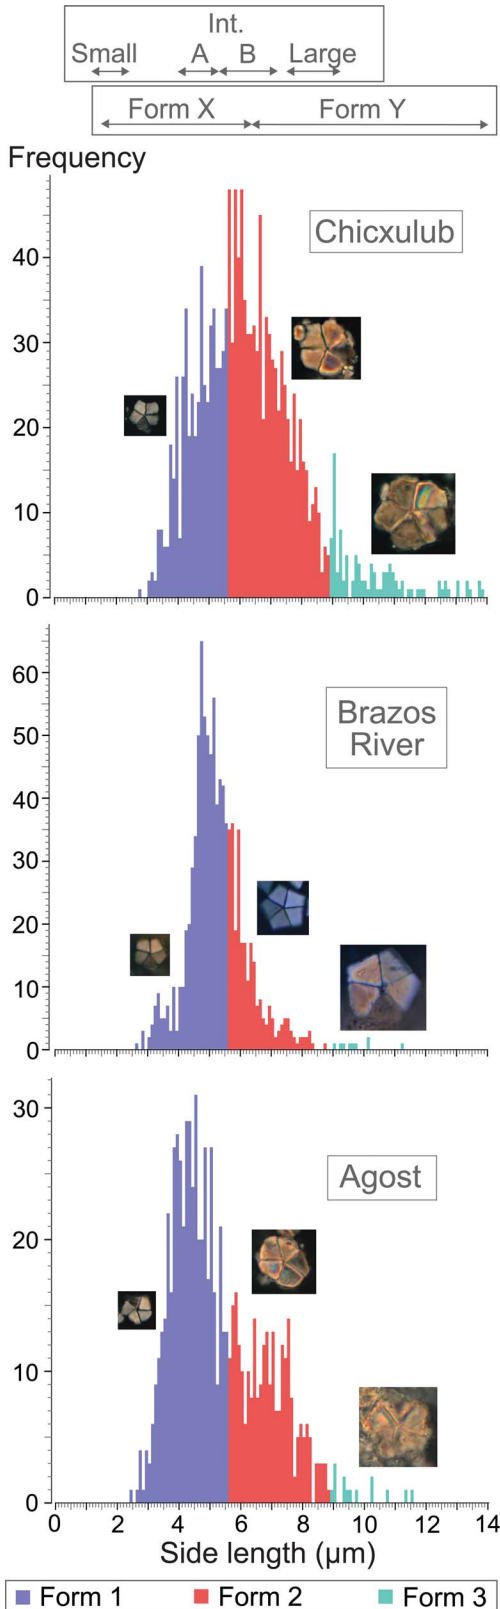 Int.
Small A B Large
Form X Form Y
Frequency
Chicxulub
40
30
20
10
0
Brazos
River
60
50
40
30
20
10
0
Agost
30
20
10
0
0 2 4 6 8 10 12 14
Side length (µm)
Form 1 Form 2 Form 3